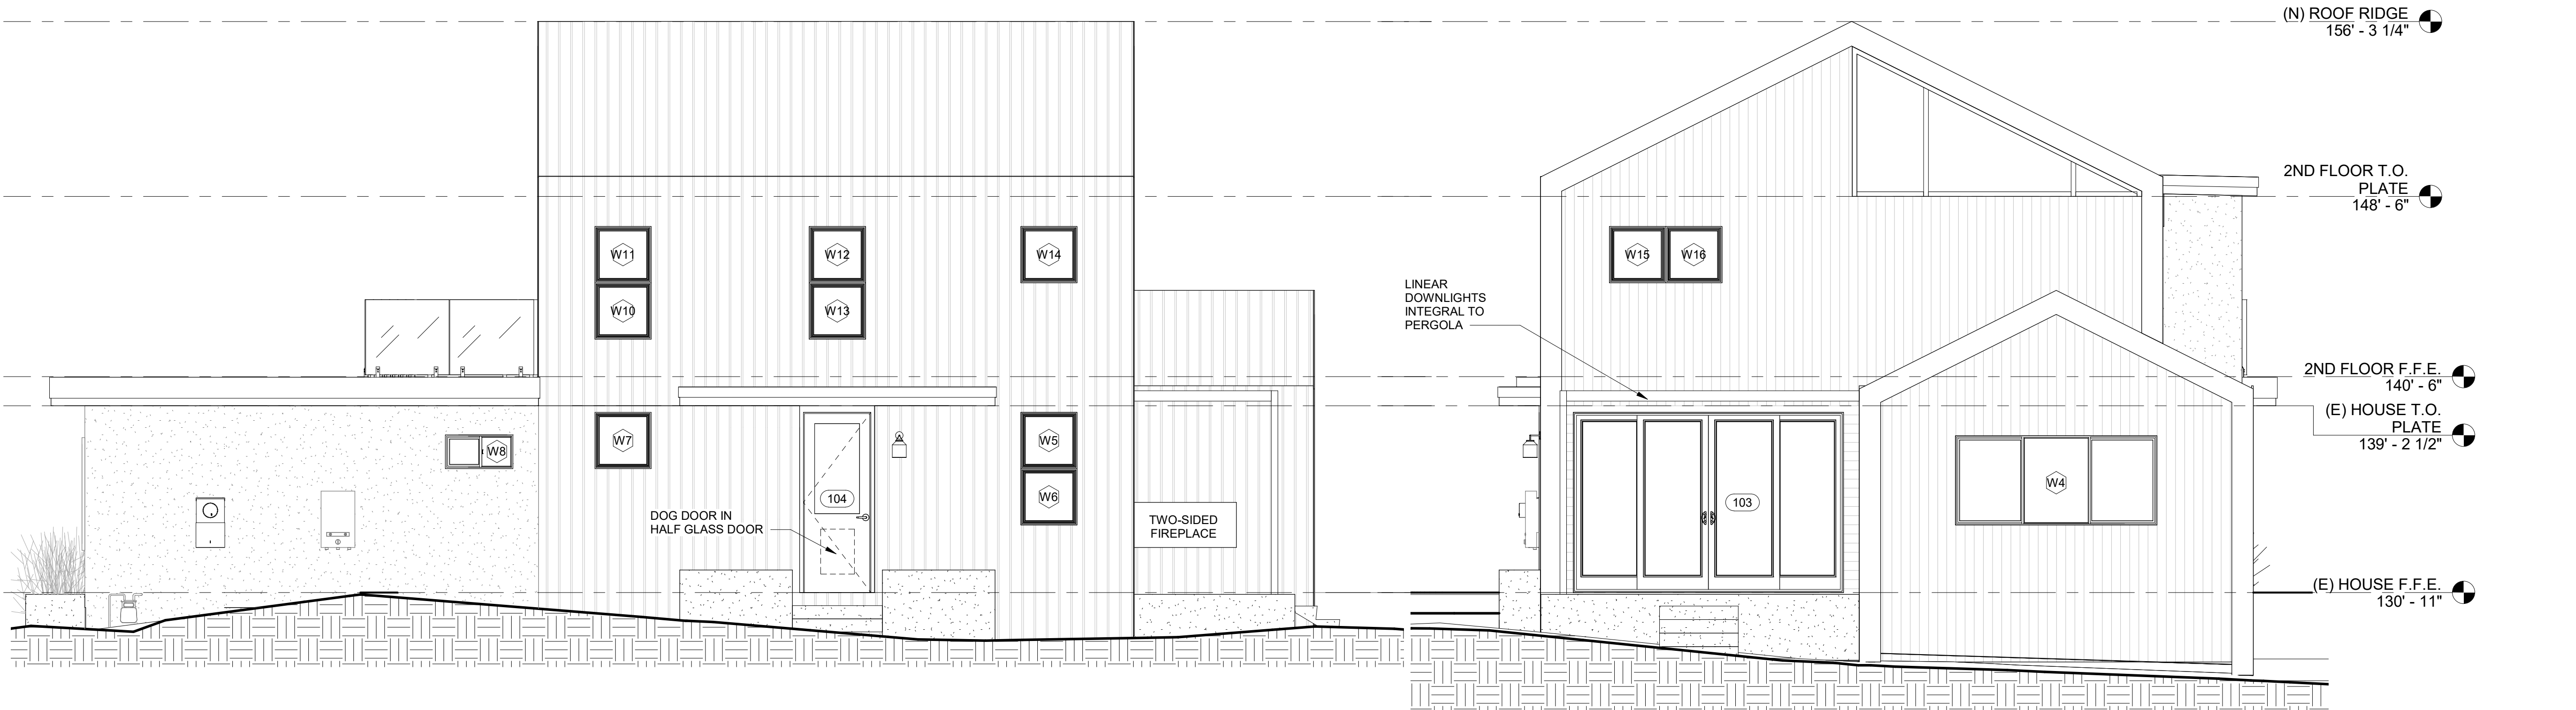 (N) ROOF RIDGE
156' - 3 1/4"
2ND FLOOR T.O.
PLATE
148' - 6"
W11
W12
W14
W15
W16
W10
W13
LINEAR
DOWNLIGHTS
INTEGRAL TO
PERGOLA
2ND FLOOR F.F.E.
140' - 6"
(E) HOUSE T.O.
PLATE
139' - 2 1/2"
W8
W7
W5
W6
W4
104
103
DOG DOOR IN
HALF GLASS DOOR
TWO-SIDED
FIREPLACE
(E) HOUSE F.F.E.
130' - 11"